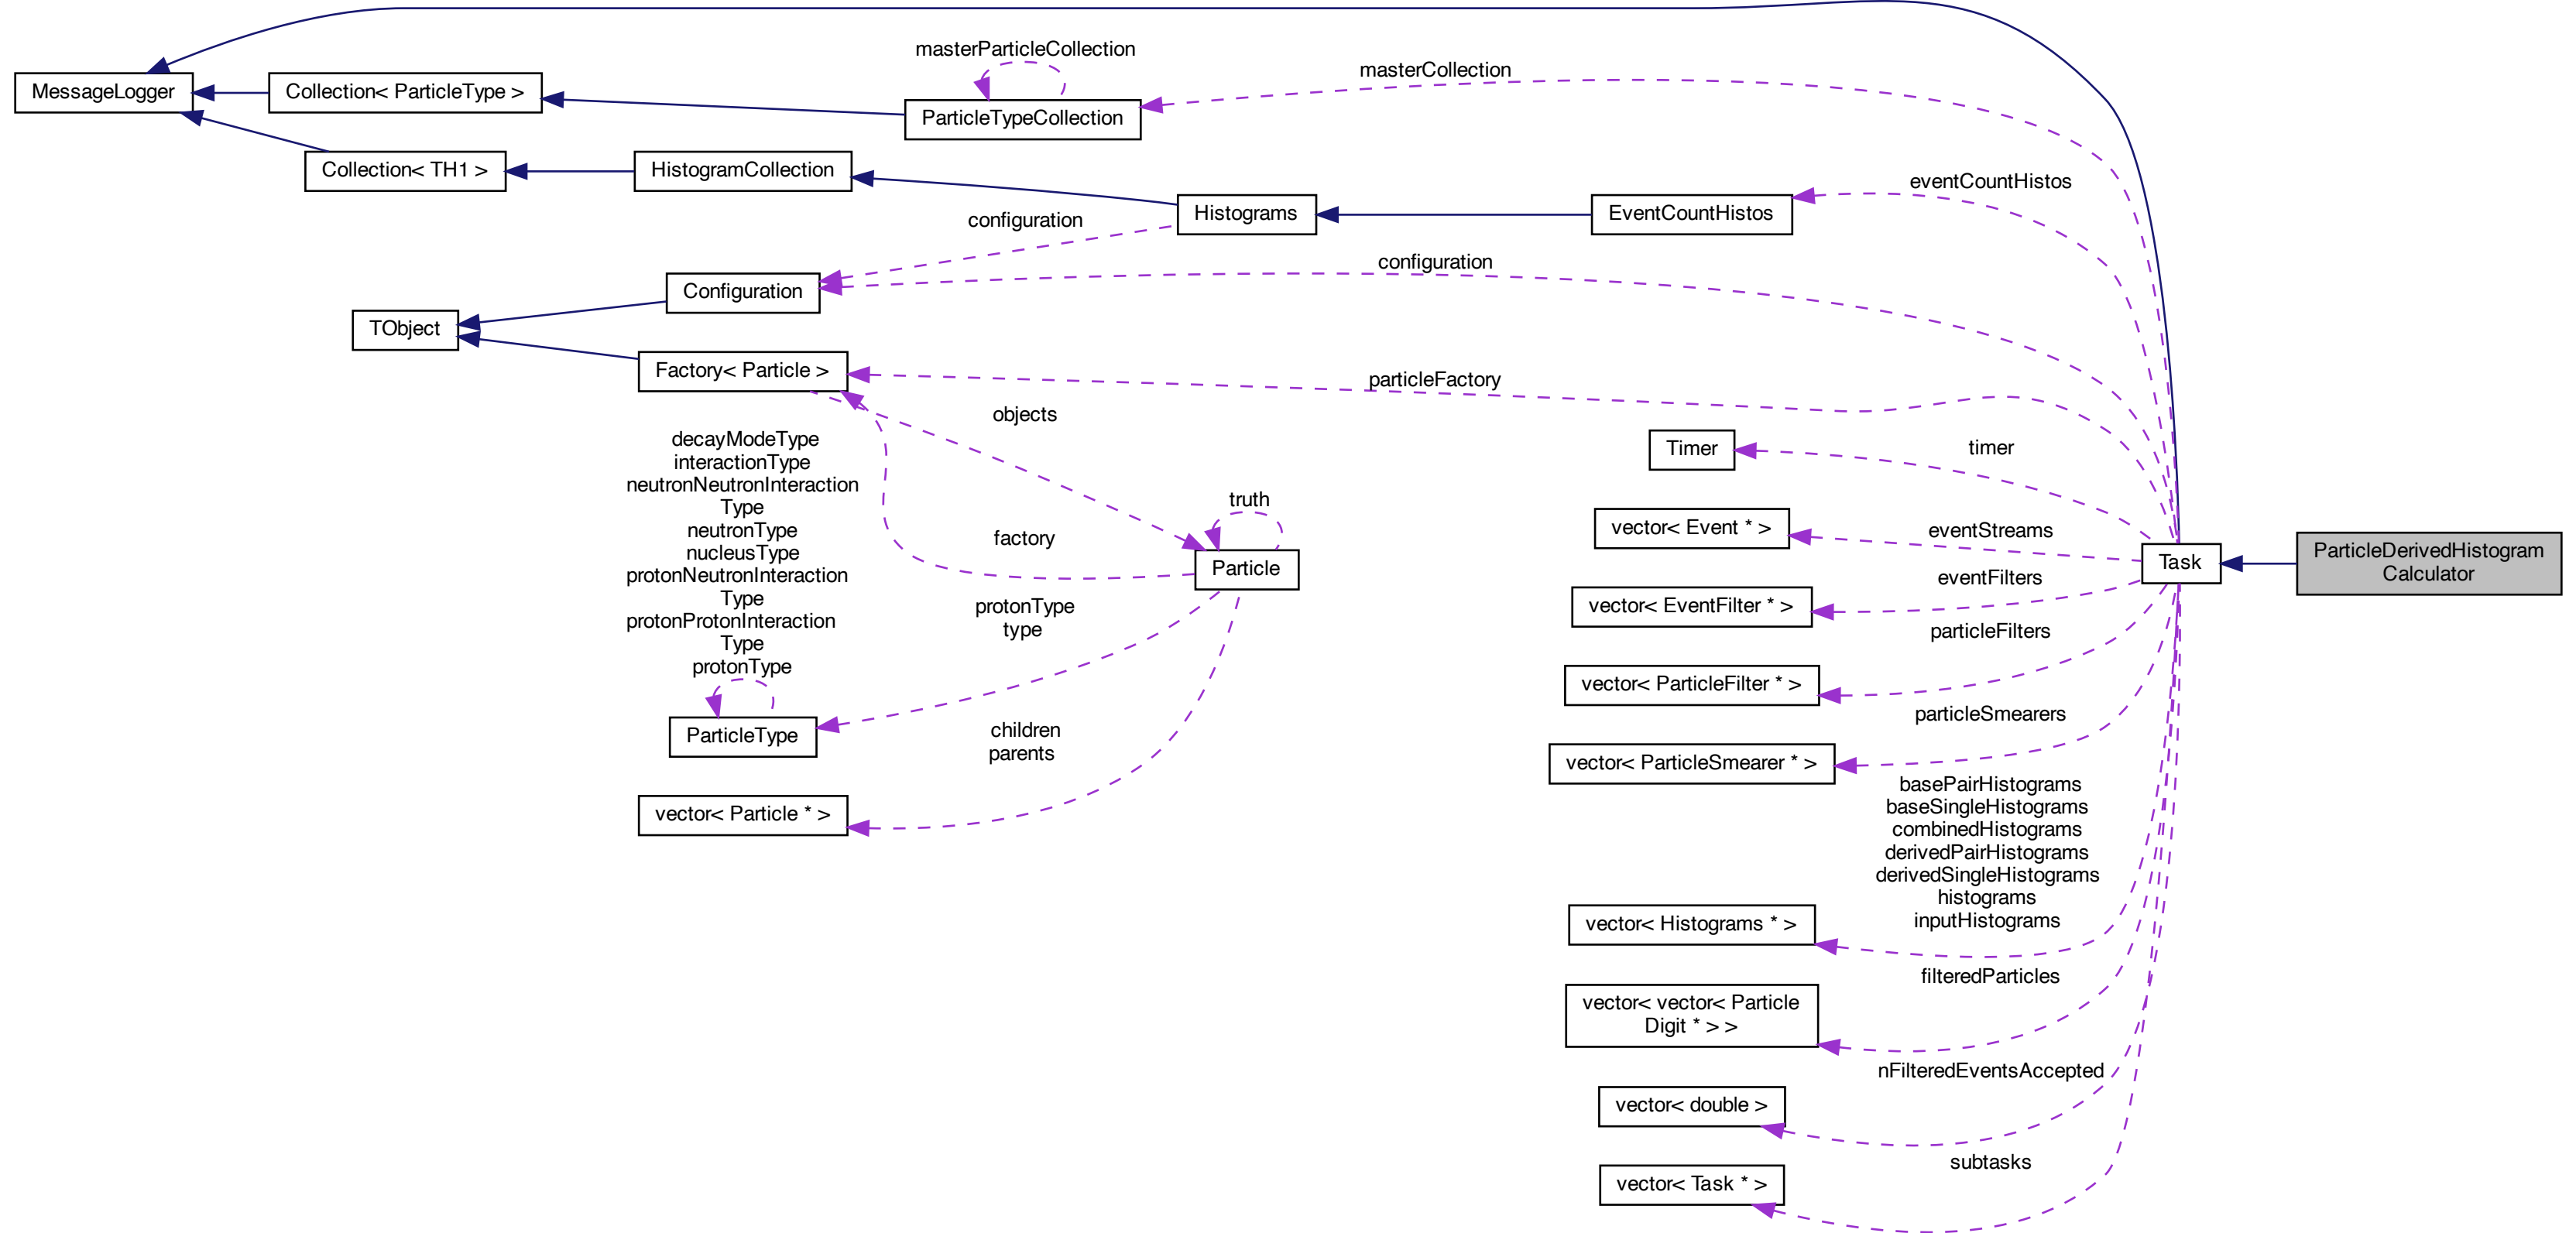 masterParticleCollection
masterCollection
MessageLogger
Collection< ParticleType >
ParticleTypeCollection
Collection< TH1 >
HistogramCollection
eventCountHistos
configuration
Histograms
EventCountHistos
configuration
Configuration
TObject
Factory< Particle >
particleFactory
objects
decayModeType
interactionType
neutronNeutronInteraction
Type
neutronType
nucleusType
protonNeutronInteraction
Type
protonProtonInteraction
Type
protonType
factory
truth
Particle
protonType
type
ParticleType
children
parents
vector< Particle * >
Timer
timer
vector< Event * >
eventStreams
Task
ParticleDerivedHistogram
Calculator
eventFilters
vector< EventFilter * >
particleFilters
vector< ParticleFilter * >
particleSmearers
vector< ParticleSmearer * >
basePairHistograms
baseSingleHistograms
combinedHistograms
derivedPairHistograms
derivedSingleHistograms
histograms
inputHistograms
vector< Histograms * >
filteredParticles
vector< vector< Particle
Digit * > >
nFilteredEventsAccepted
vector< double >
subtasks
vector< Task * >